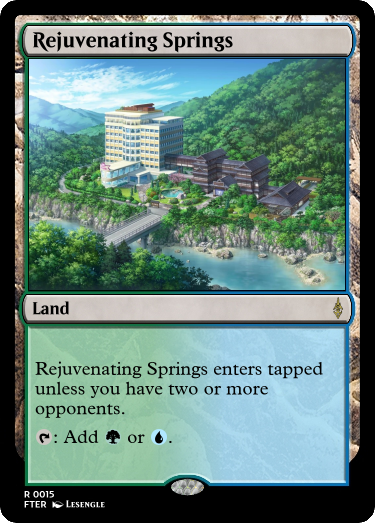 Rejuvenating Springs
Land
Rejuvenating Springs enters tapped
unless you have two or more
opponents.
: Add or .
R 0015
FTER Lesengle